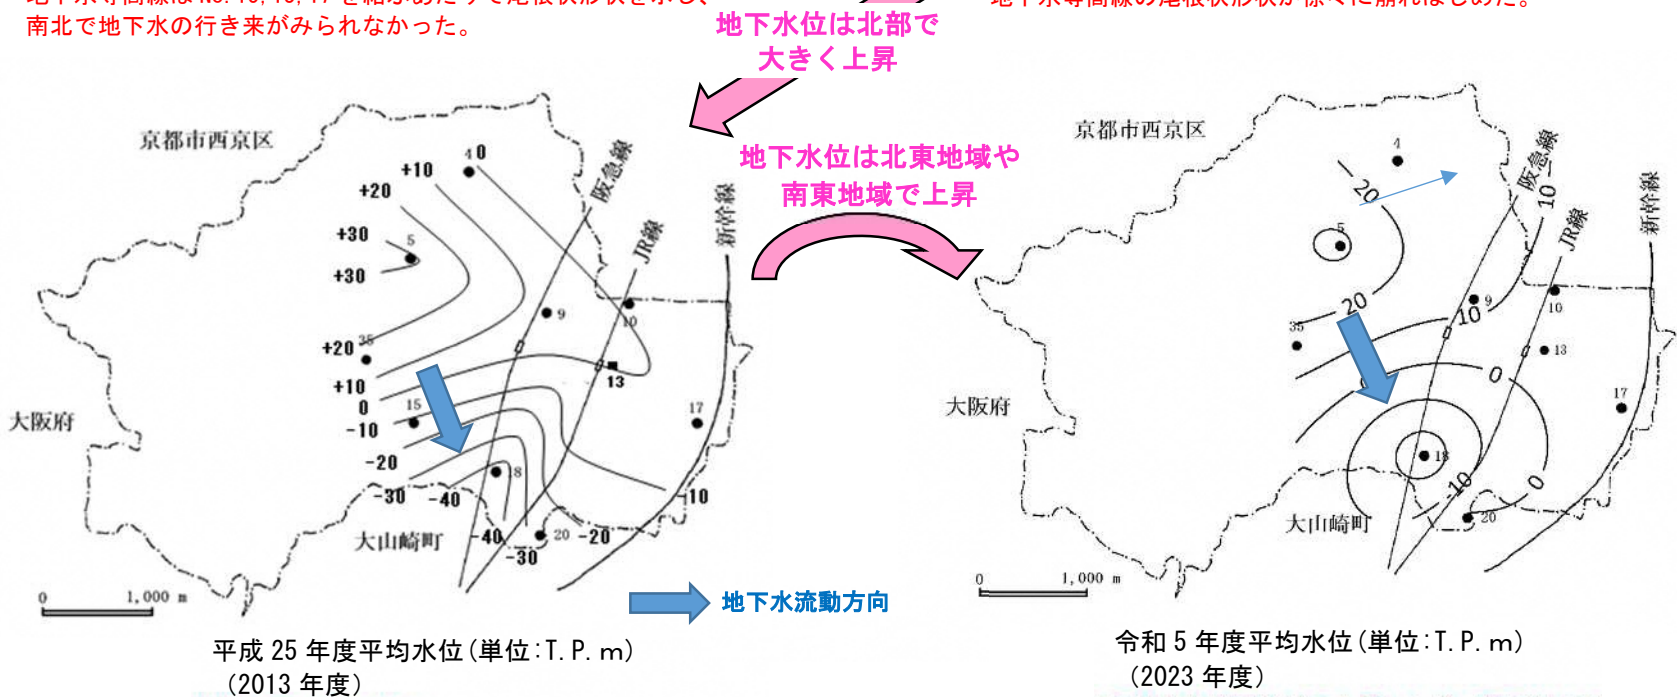 南北で地下水の行き来がみられなかった。
地下水位は北部で
大きく上昇
地下水位は北東地域や
南東地域で上昇
京都市西京区
阪急線
JR線
新幹線
大阪府
大山崎町
4
0
+10
+20
+30
5
+30
9
10
+20
35
+10
13
0
15
-10
17
-20
-30
-40
18
-10
-40
20
-20
-30
0
1,000 m
地下水流動方向
平成 25 年度平均水位(単位:T.P.m)
(2013 年度)
京都市西京区
阪急線
JR線
新幹線
大阪府
大山崎町
4
20
10
5
20
9
10
10
35
13
0
17
18
-10
0
20
0
1,000 m
令和 5 年度平均水位(単位:T.P.m)
(2023 年度)